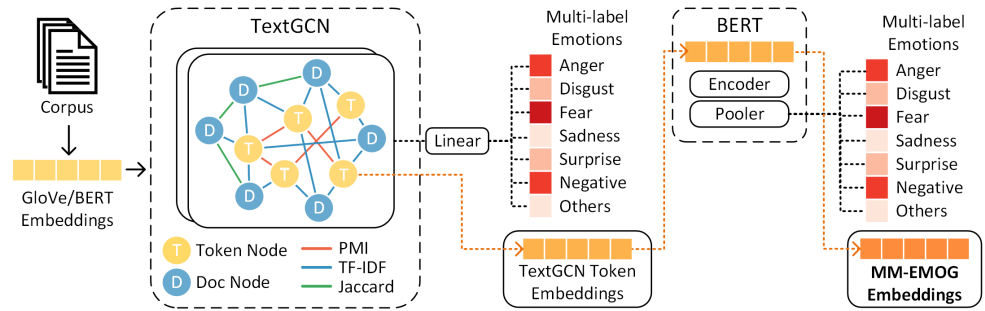 Corpus
GloVe/BERT
Embeddings
TextGCN
D
D
D
T
T
D
T
T
T
D
D
T
Token Node
D
Doc Node
PMI
TF-IDF
Jaccard
Linear
Multi-label
Emotions
Anger
Disgust
Fear
Sadness
Surprise
Negative
Others
TextGCN Token
Embeddings
BERT
Encoder
Pooler
Multi-label
Emotions
Anger
Disgust
Fear
Sadness
Surprise
Negative
Others
MM-EMOG
Embeddings